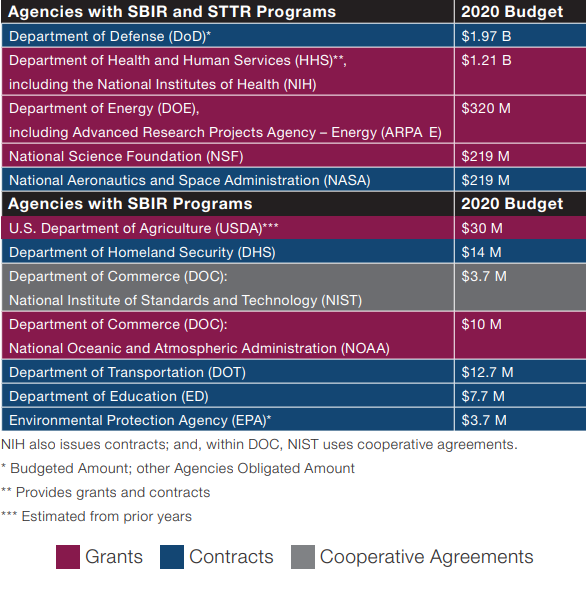 Agencies with SBIR and STTR Programs 2020 Budget
Department of Defense (DoD)* $1.97 B
Department of Health and Human Services (HHS)**, $1.21 B
including the National Institutes of Health (NIH)
Department of Energy (DOE), $320 M
including Advanced Research Projects Agency – Energy (ARPA E)
National Science Foundation (NSF) $219 M
National Aeronautics and Space Administration (NASA) $219 M
Agencies with SBIR Programs 2020 Budget
U.S. Department of Agriculture (USDA)*** $30 M
Department of Homeland Security (DHS) $14 M
Department of Commerce (DOC): $3.7 M
National Institute of Standards and Technology (NIST)
Department of Commerce (DOC): $10 M
National Oceanic and Atmospheric Administration (NOAA)
Department of Transportation (DOT) $12.7 M
Department of Education (ED) $7.7 M
Environmental Protection Agency (EPA)* $3.7 M
NIH also issues contracts; and, within DOC, NIST uses cooperative agreements.
* Budgeted Amount; other Agencies Obligated Amount
** Provides grants and contracts
*** Estimated from prior years
Grants Contracts Cooperative Agreements